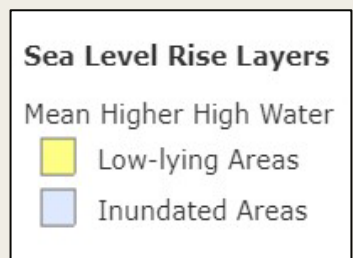 Sea Level Rise Layers
Mean Higher High Water
Low-lying Areas
Inundated Areas